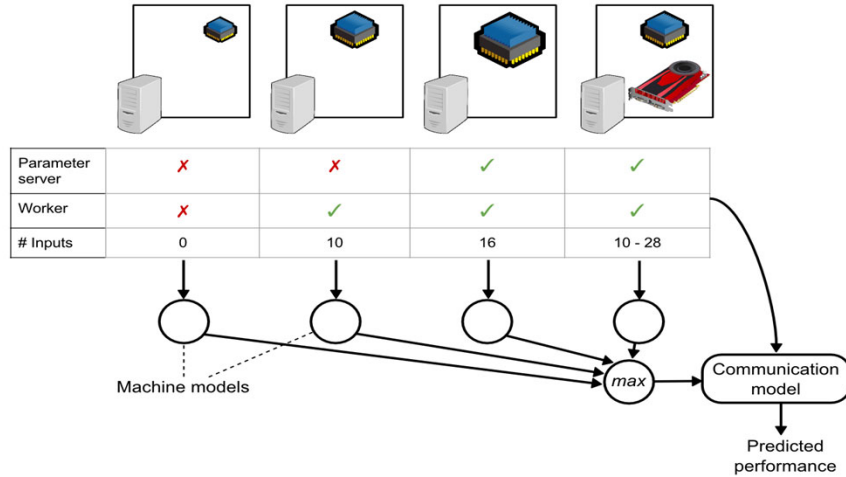 Parameter
server
✗ ✗ ✓ ✓
Worker
✗ ✓ ✓ ✓
# Inputs 0 10 16 10 - 28
Machine models
max
Communication
model
Predicted
performance